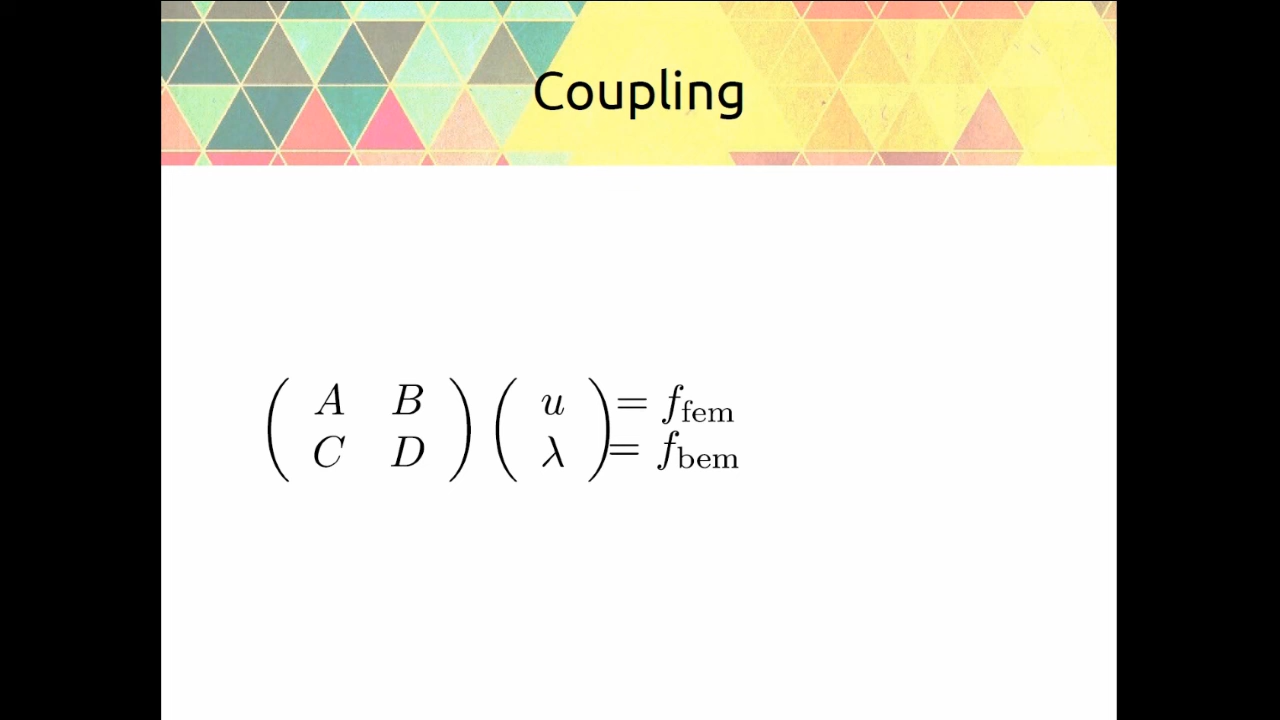 Coupling
( A B ) ( u ) = f_fem
( C D ) ( λ ) = f_bem